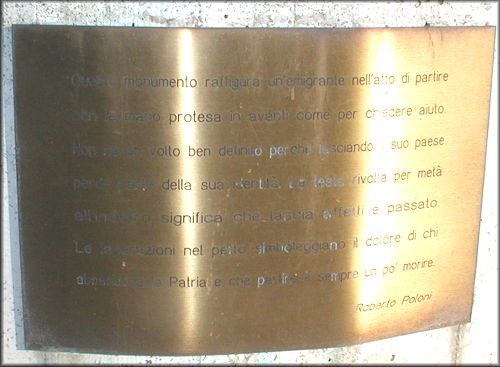 Questo monumento raffigura un'emigrante nell'atto di partire
con la mano protesa in avanti come per chiedere aiuto.
Non ha un volto ben definito perchè lasciando il suo paese
perde parte della sua identità. La testa rivolta per metà
all'indietro significa che lascia affetti e passato.
Le lacerazioni nel petto simboleggiano il dolore di chi
abbandona la Patria e che partire è sempre un po' morire.
Roberto Poloni